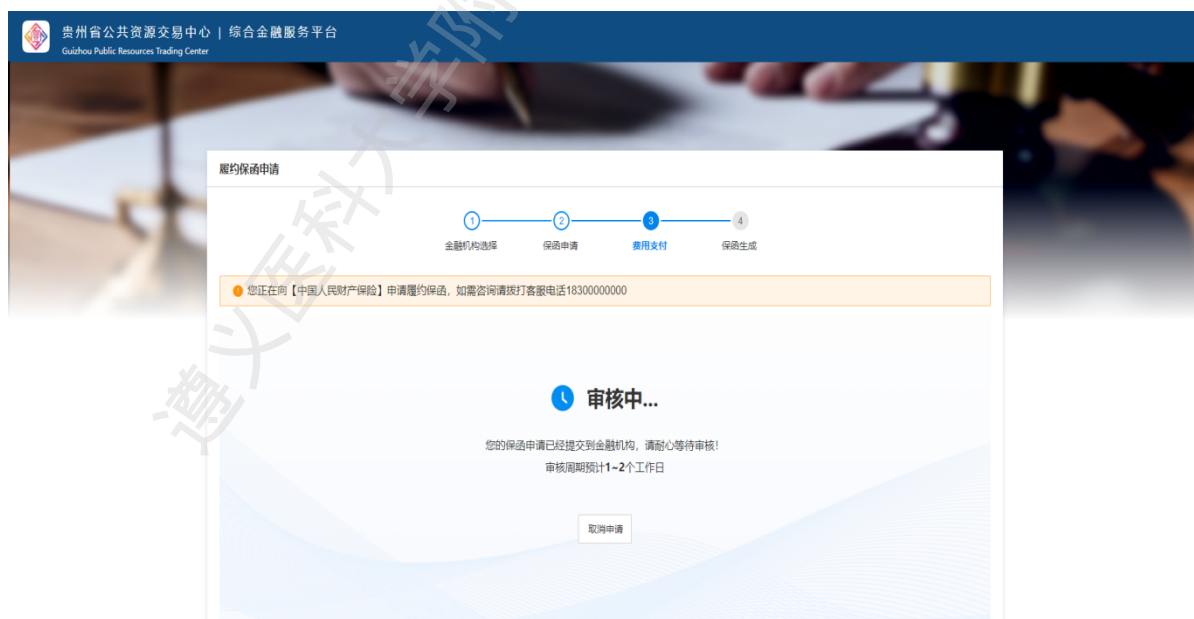 贵州省公共资源交易中心 | 综合金融服务平台
Guizhou Public Resources Trading Center
履约保函申请
1 2 3 4
金融机构选择 保函申请 费用支付 保函生成
您正在向【中国人民财产保险】申请履约保函，如需咨询请拨打客服电话18300000000
审核中...
您的保函申请已经提交到金融机构，请耐心等待审核！
审核周期预计1~2个工作日
取消申请
遵义医科大学附